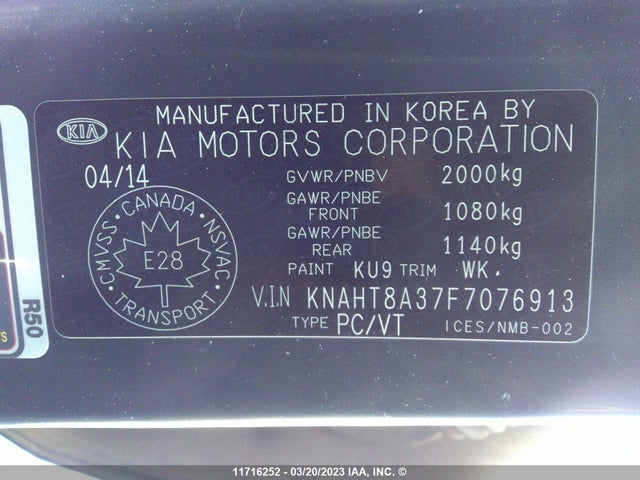 MANUFACTURED IN KOREA BY
KIA KIA MOTORS CORPORATION
04/14 GVWR/PNBV 2000kg
GAWR/PNBE
FRONT 1080kg
GAWR/PNBE
REAR 1140kg
PAINT KU9 TRIM WK.
V.I.N KNAHT8A37F7076913
TYPE PC/VT ICES/NMB-002
CANADA
CMVSS • NSVAC
E28
TRANSPORT
R50
TS
11716252 — 03/20/2023 IAA, INC. ©